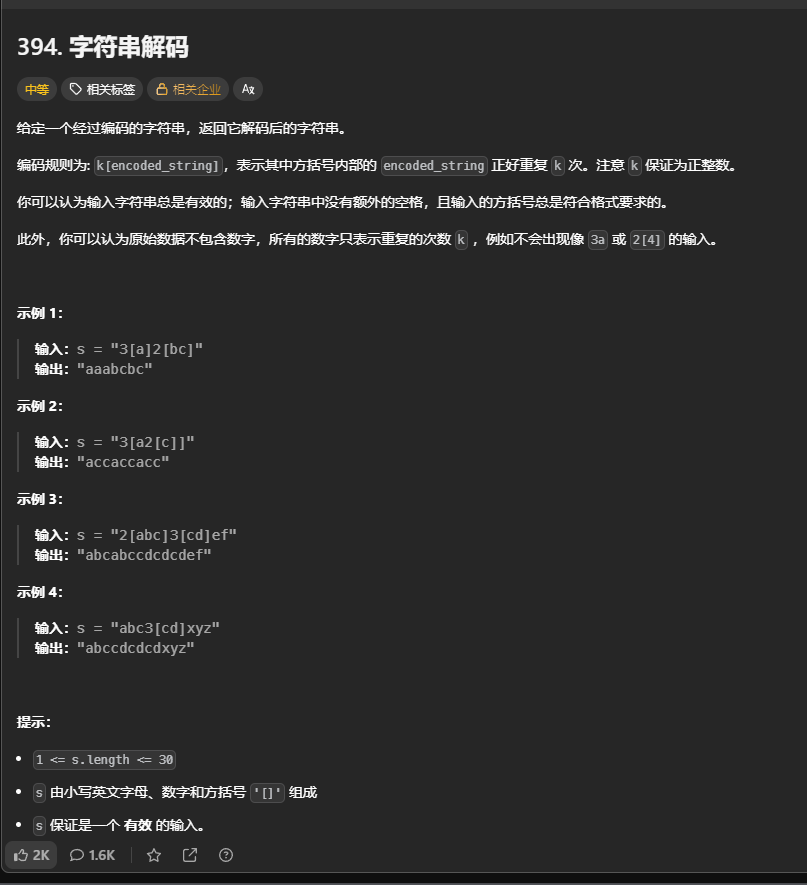 394. 字符串解码
中等 相关标签 相关企业 Aあ
给定一个经过编码的字符串，返回它解码后的字符串。
编码规则为: k[encoded_string]，表示其中方括号内部的 encoded_string 正好重复 k 次。注意 k 保证为正整数。
你可以认为输入字符串总是有效的；输入字符串中没有额外的空格，且输入的方括号总是符合格式要求的。
此外，你可以认为原始数据不包含数字，所有的数字只表示重复的次数 k ，例如不会出现像 3a 或 2[4] 的输入。
示例 1：
输入：s = "3[a]2[bc]"
输出："aaabcbc"
示例 2：
输入：s = "3[a2[c]]"
输出："accaccacc"
示例 3：
输入：s = "2[abc]3[cd]ef"
输出："abcabccdcdcdef"
示例 4：
输入：s = "abc3[cd]xyz"
输出："abccdcdcdxyz"
提示：
1 <= s.length <= 30
s 由小写英文字母、数字和方括号 '[]' 组成
s 保证是一个 有效 的输入。
2K 1.6K